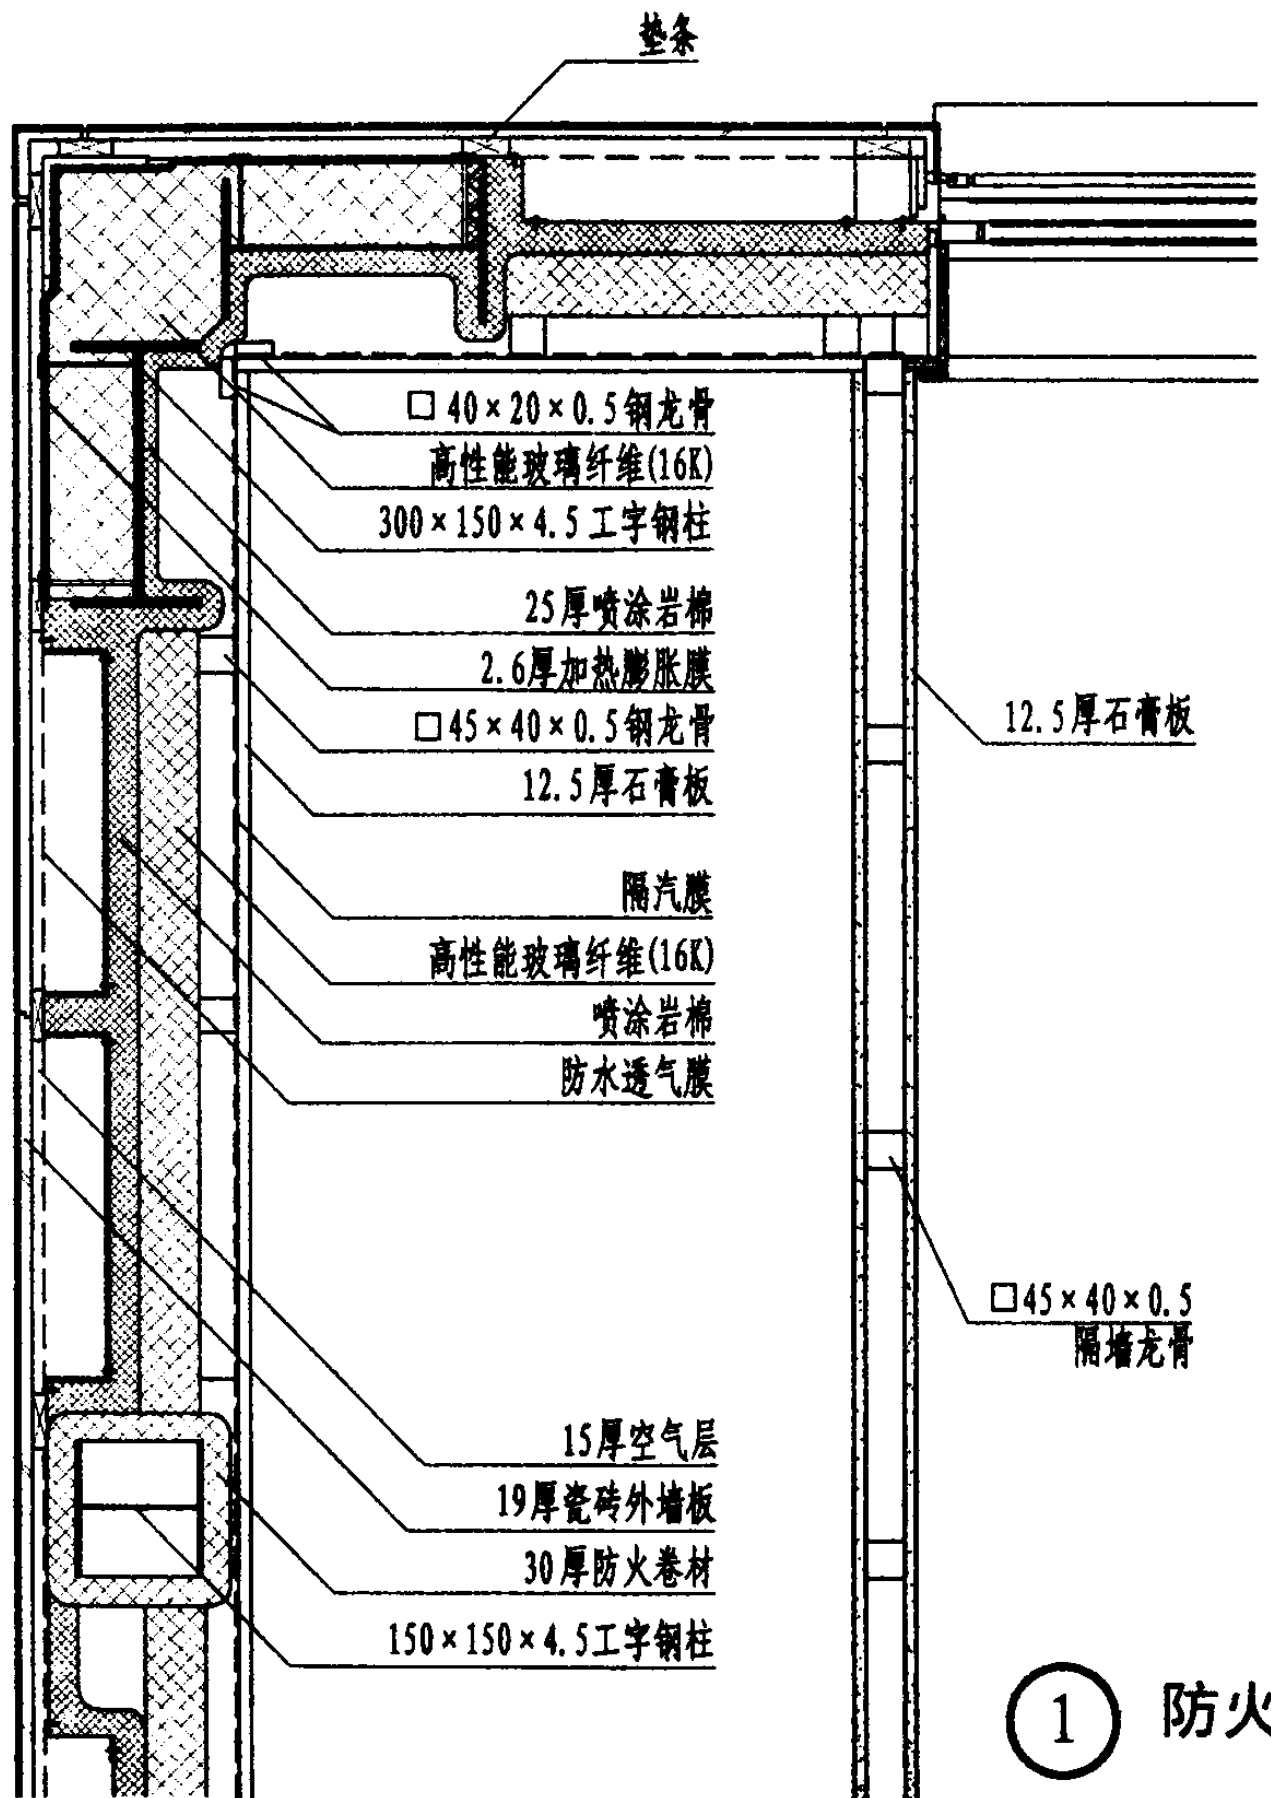 垫条
□ 40×20×0.5钢龙骨
高性能玻璃纤维(16K)
300×150×4.5工字钢柱
25厚喷涂岩棉
2.6厚加热膨胀膜
□45×40×0.5钢龙骨
12.5厚石膏板
12.5厚石膏板
隔汽膜
高性能玻璃纤维(16K)
喷涂岩棉
防水透气膜
□45×40×0.5
隔墙龙骨
15厚空气层
19厚瓷砖外墙板
30厚防火卷材
150×150×4.5工字钢柱
1 防火